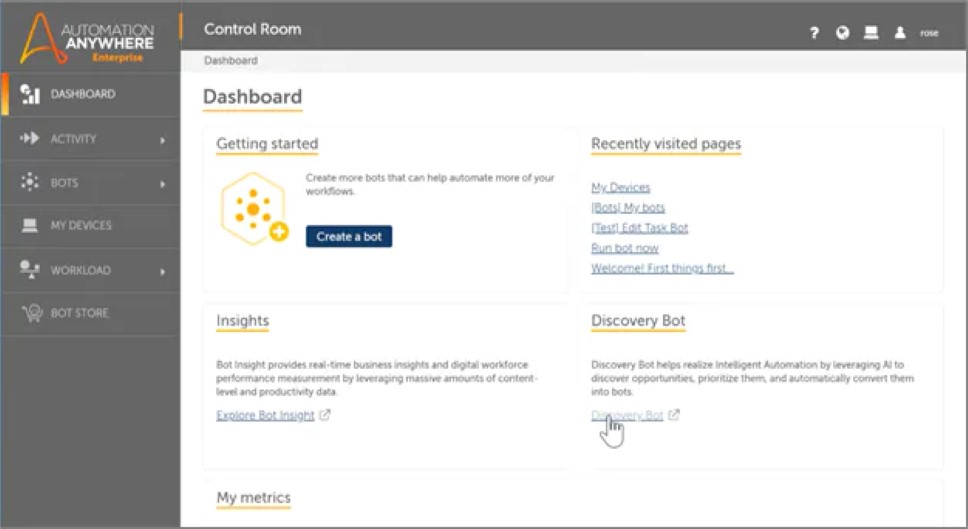 AUTOMATION
ANYWHERE
Enterprise
Control Room
?
rose
Dashboard
DASHBOARD
ACTIVITY
BOTS
MY DEVICES
WORKLOAD
BOT STORE
Dashboard
Getting started
Create more bots that can help automate more of your
workflows.
Create a bot
Recently visited pages
My Devices
[Bots] My bots
[Test] Edit Task Bot
Run bot now
Welcome! First things first...
Insights
Bot Insight provides real-time business insights and digital workforce
performance measurement by leveraging massive amounts of content-
level and productivity data.
Explore Bot Insight
Discovery Bot
Discovery Bot helps realize Intelligent Automation by leveraging AI to
discover opportunities, prioritize them, and automatically convert them
into bots.
Discovery Bot
My metrics